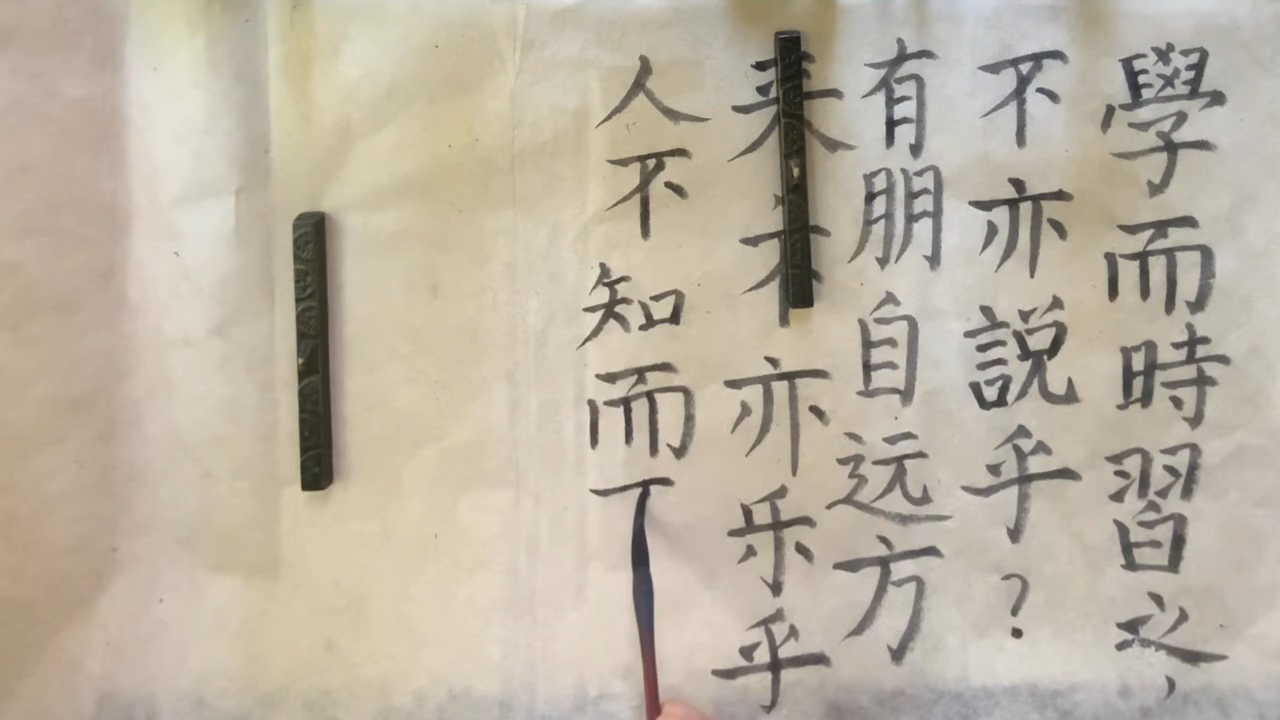 學而時習之，
不亦説乎？
有朋自远方
来不亦乐乎
人不知而